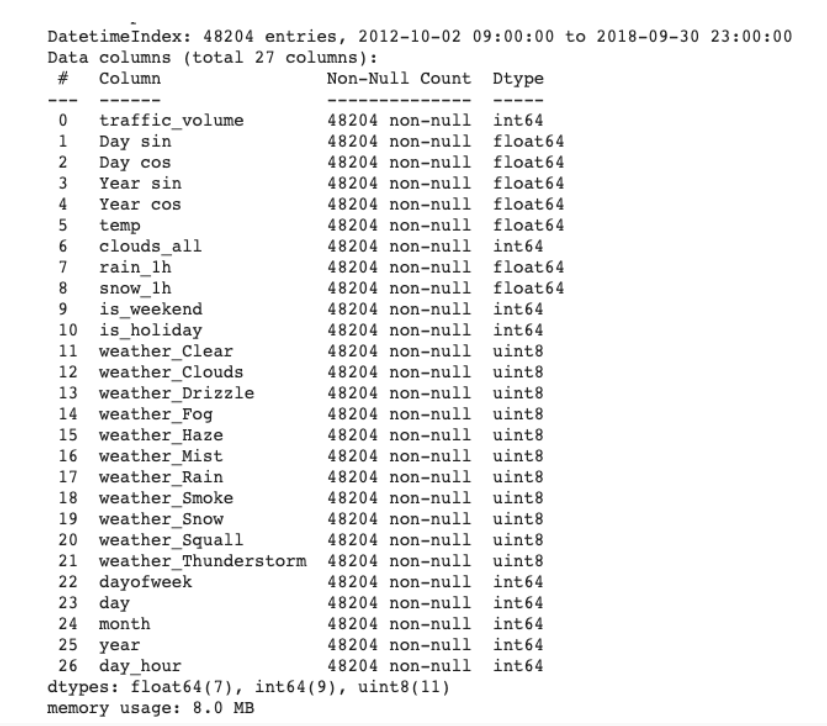 DatetimeIndex: 48204 entries, 2012-10-02 09:00:00 to 2018-09-30 23:00:00
Data columns (total 27 columns):
 #   Column                Non-Null Count  Dtype
---  ------                --------------  -----
 0   traffic_volume        48204 non-null  int64
 1   Day sin               48204 non-null  float64
 2   Day cos               48204 non-null  float64
 3   Year sin              48204 non-null  float64
 4   Year cos              48204 non-null  float64
 5   temp                  48204 non-null  float64
 6   clouds_all            48204 non-null  int64
 7   rain_1h               48204 non-null  float64
 8   snow_1h               48204 non-null  float64
 9   is_weekend            48204 non-null  int64
 10  is_holiday            48204 non-null  int64
 11  weather_Clear         48204 non-null  uint8
 12  weather_Clouds        48204 non-null  uint8
 13  weather_Drizzle       48204 non-null  uint8
 14  weather_Fog           48204 non-null  uint8
 15  weather_Haze          48204 non-null  uint8
 16  weather_Mist          48204 non-null  uint8
 17  weather_Rain          48204 non-null  uint8
 18  weather_Smoke         48204 non-null  uint8
 19  weather_Snow          48204 non-null  uint8
 20  weather_Squall        48204 non-null  uint8
 21  weather_Thunderstorm  48204 non-null  uint8
 22  dayofweek             48204 non-null  int64
 23  day                   48204 non-null  int64
 24  month                 48204 non-null  int64
 25  year                  48204 non-null  int64
 26  day_hour              48204 non-null  int64
dtypes: float64(7), int64(9), uint8(11)
memory usage: 8.0 MB